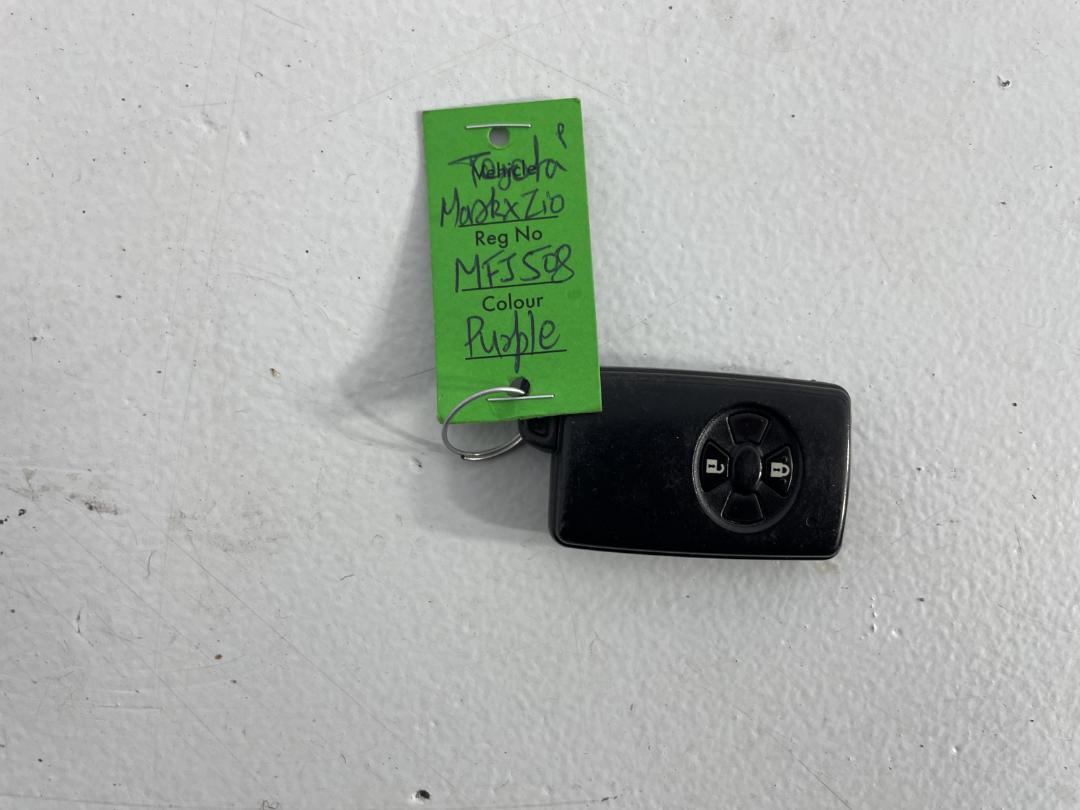 P
Toyota
Vehicle
MarkxZio
Reg No
MFJ508
Colour
Purple